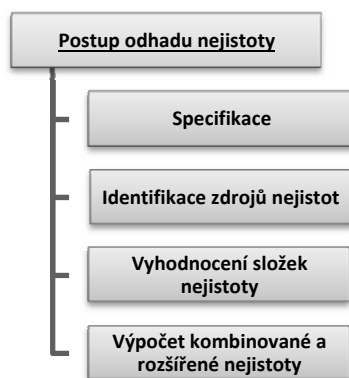 Postup odhadu nejistoty
Specifikace
Identifikace zdrojů nejistot
Vyhodnocení složek
nejistoty
Výpočet kombinované a
rozšířené nejistoty